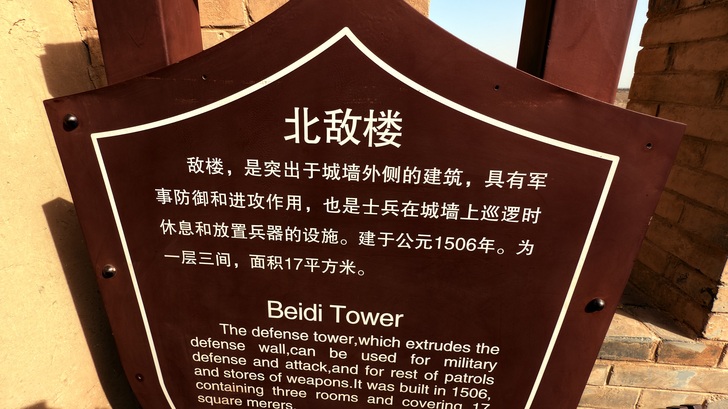 北敌楼
敌楼，是突出于城墙外侧的建筑，具有军
事防御和进攻作用，也是士兵在城墙上巡逻时
休息和放置兵器的设施。建于公元1506年。为
一层三间，面积17平方米。
Beidi Tower
The defense tower,which extrudes the
defense wall,can be used for military
defense and attack,and for rest of patrols
and stores of weapons.It was built in 1506,
containing three rooms and covering 17
square merers.